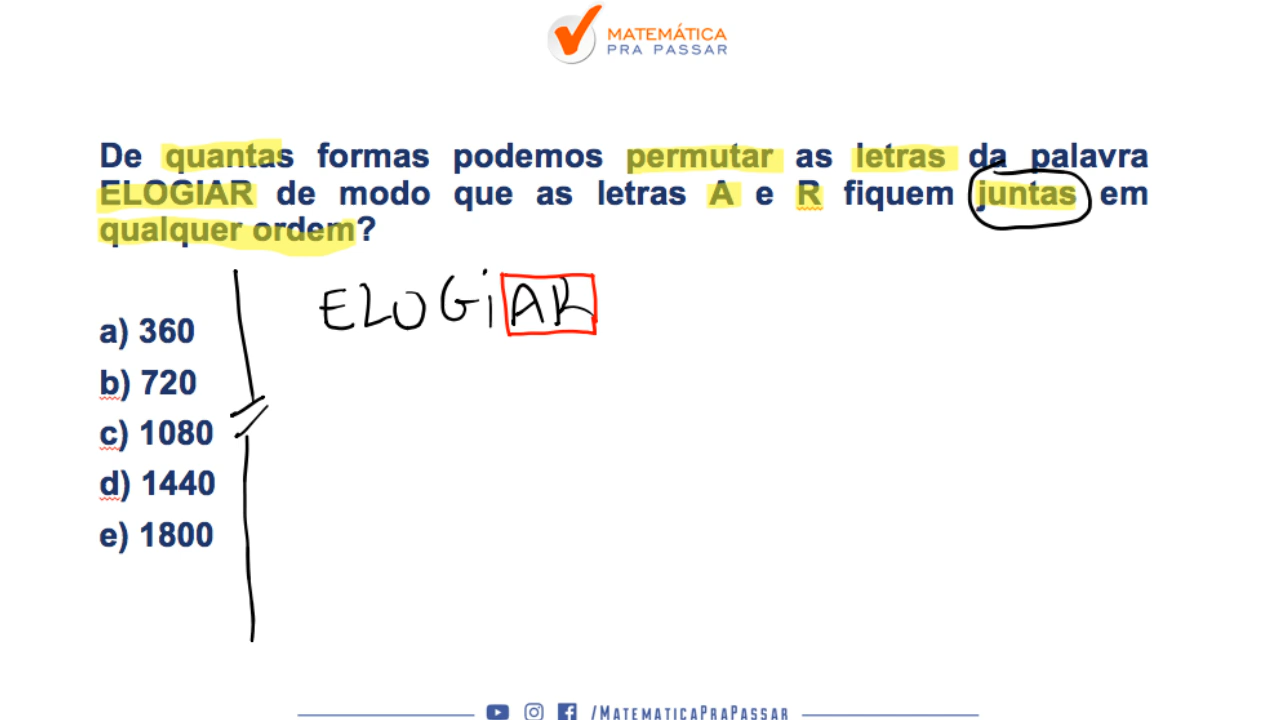 MATEMÁTICA
PRA PASSAR
De quantas formas podemos permutar as letras da palavra
ELOGIAR de modo que as letras A e R fiquem juntas em
qualquer ordem?
ELOGIAR
a) 360
b) 720
c) 1080
d) 1440
e) 1800
/MATEMATICAPRAPASSAR